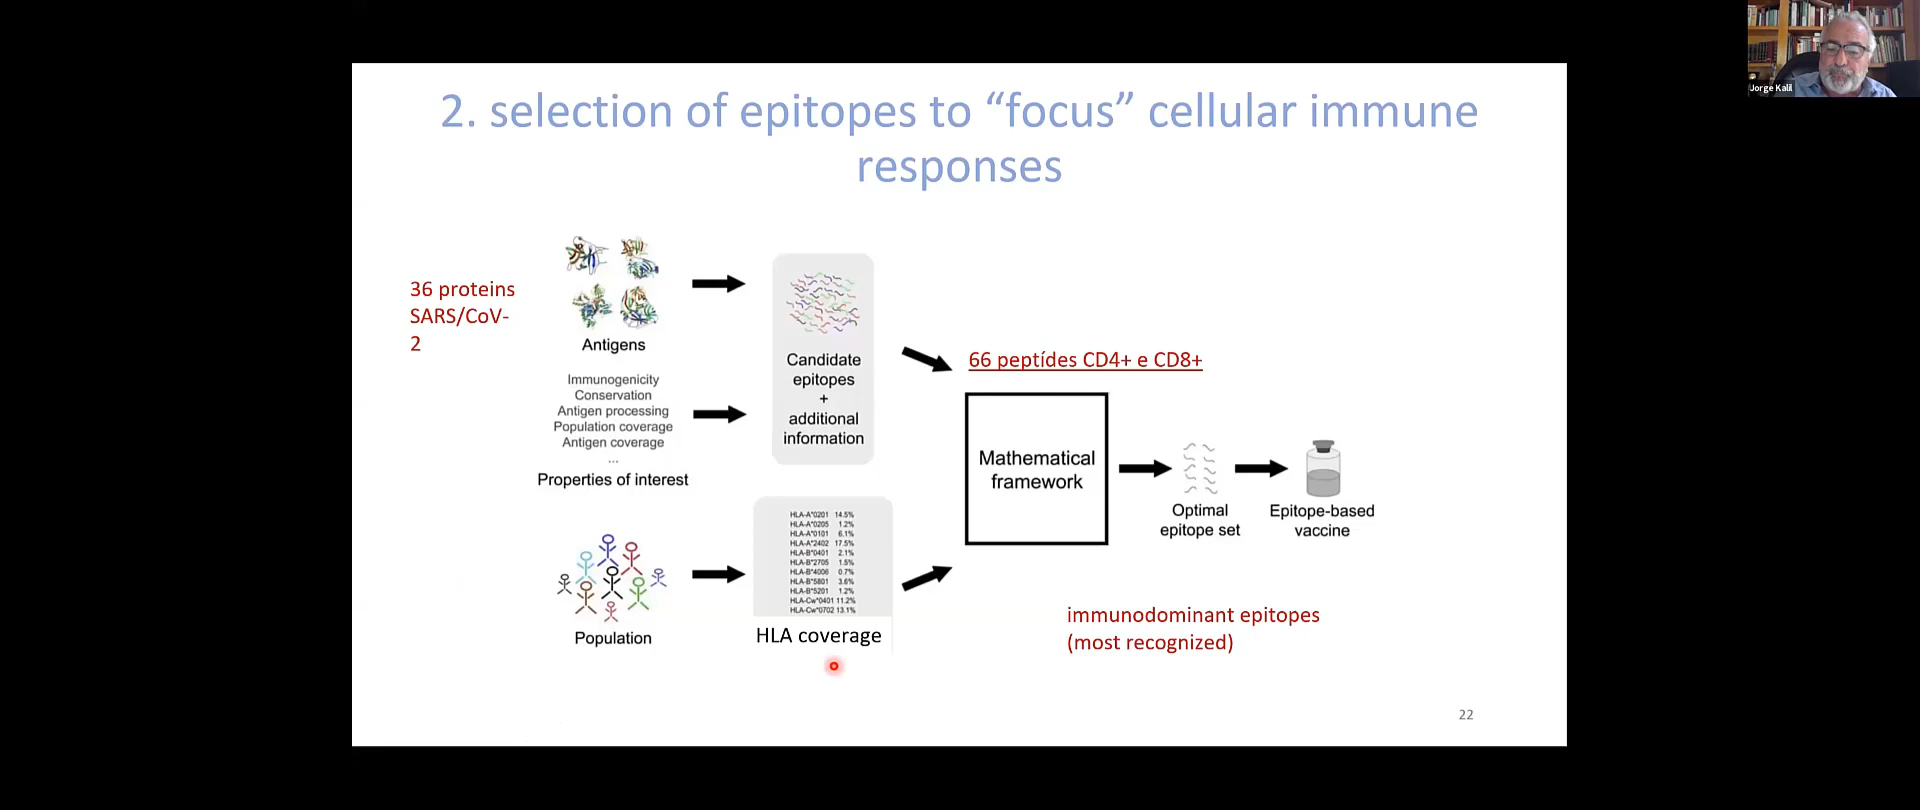 2. selection of epitopes to “focus” cellular immune
responses
36 proteins
SARS/CoV-
2
Antigens
Immunogenicity
Conservation
Antigen processing
Population coverage
Antigen coverage
...
Properties of interest
Population
Candidate
epitopes
+
additional
information
HLA-A*0201 14.5%
HLA-A*0205 1.2%
HLA-A*0101 6.1%
HLA-A*2402 17.5%
HLA-B*0401 2.1%
HLA-B*2705 1.5%
HLA-B*4006 0.7%
HLA-B*5801 3.6%
HLA-B*5201 1.2%
HLA-Cw*0401 11.2%
HLA-Cw*0702 13.1%
HLA coverage
66 peptídes CD4+ e CD8+
Mathematical
framework
Optimal
epitope set
Epitope-based
vaccine
immunodominant epitopes
(most recognized)
22
Jorge Kalil